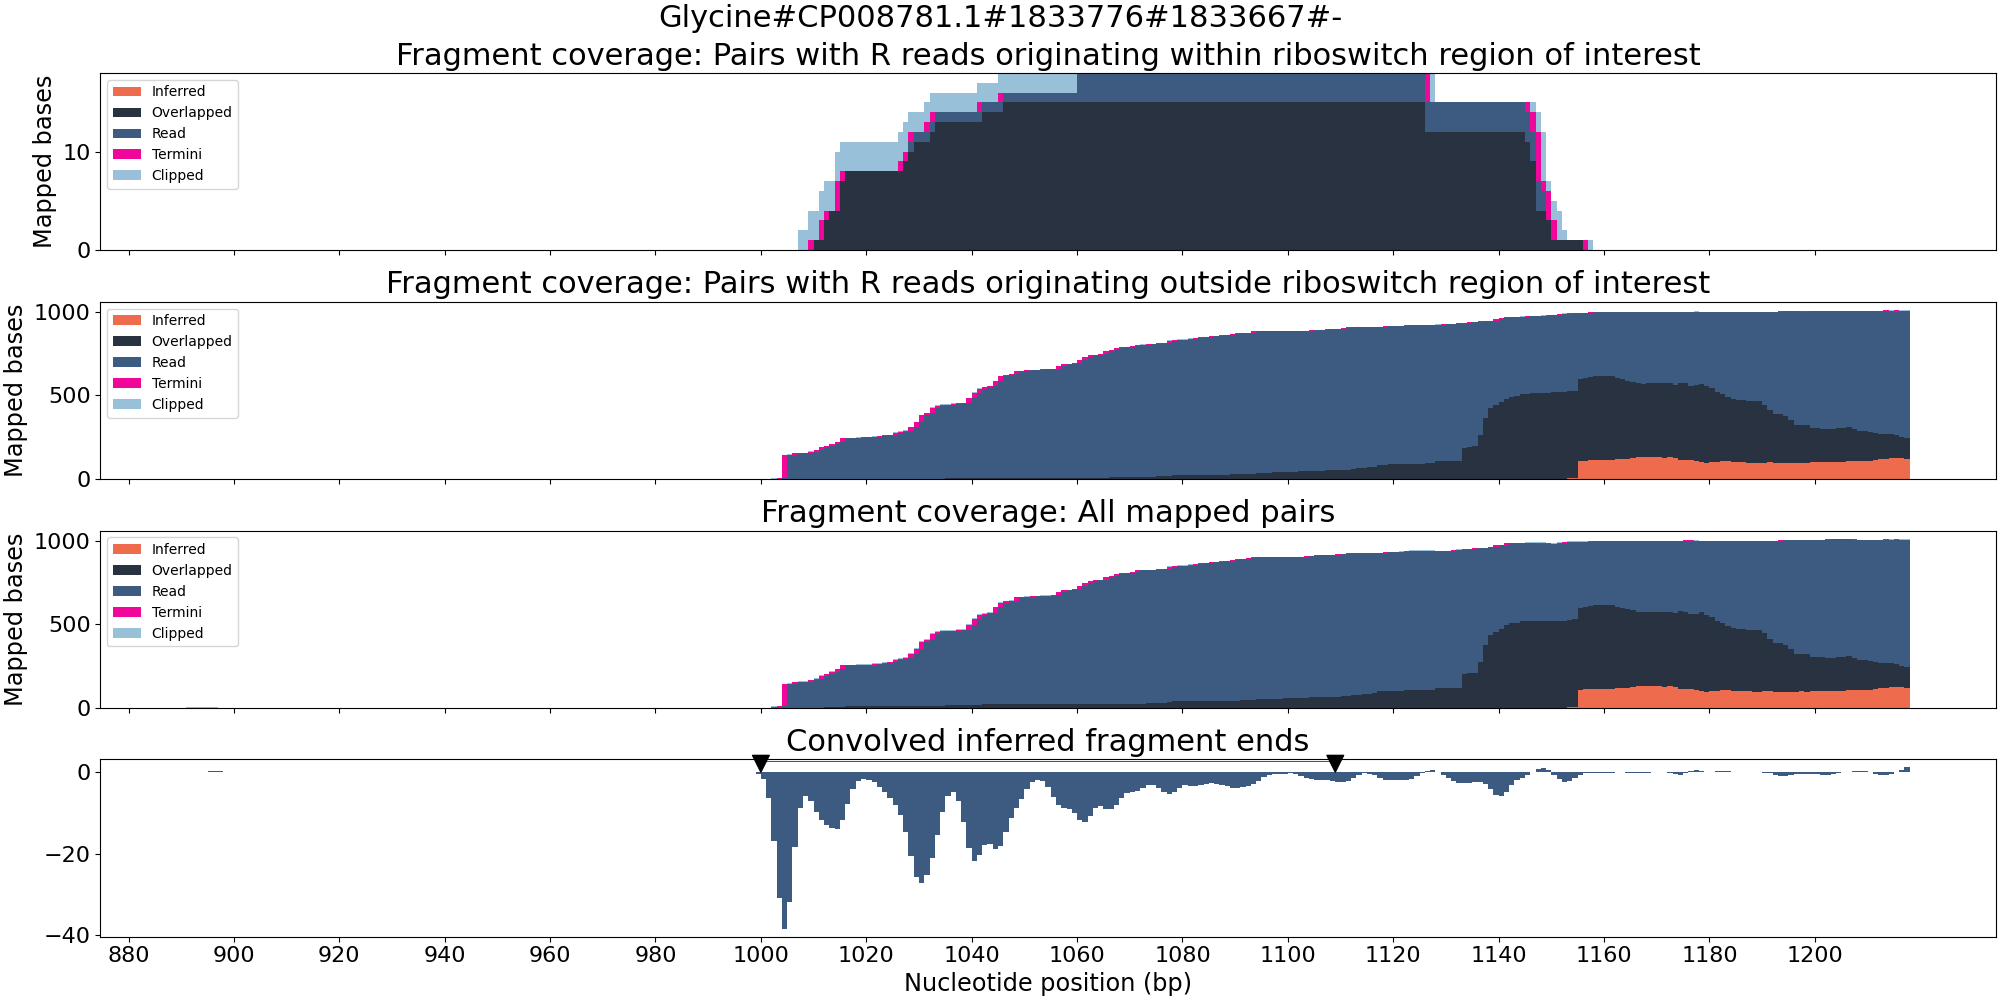 Glycine#CP008781.1#1833776#1833667#-
Fragment coverage: Pairs with R reads originating within riboswitch region of interest
Mapped bases
10
0
Inferred
Overlapped
Read
Termini
Clipped
Fragment coverage: Pairs with R reads originating outside riboswitch region of interest
Mapped bases
1000
500
0
Inferred
Overlapped
Read
Termini
Clipped
Fragment coverage: All mapped pairs
Mapped bases
1000
500
0
Inferred
Overlapped
Read
Termini
Clipped
Convolved inferred fragment ends
0
−20
−40
880 900 920 940 960 980 1000 1020 1040 1060 1080 1100 1120 1140 1160 1180 1200
Nucleotide position (bp)